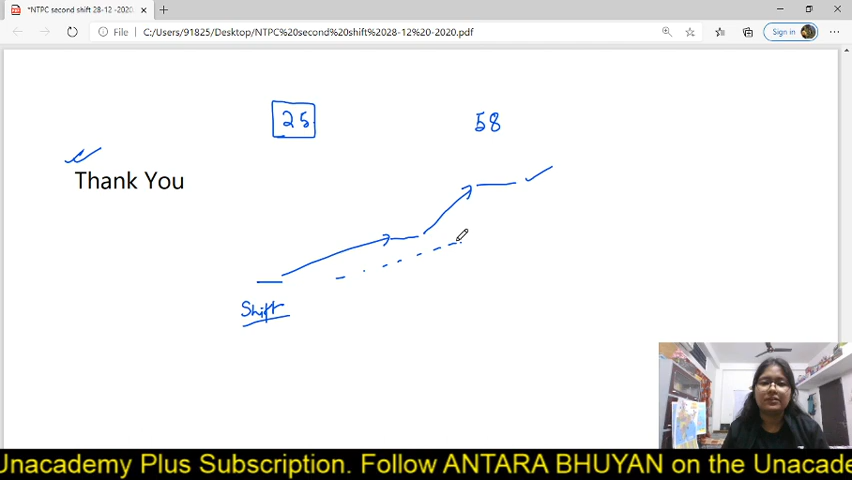 *NTPC second shift 28-12 -2020.
File C:/Users/91825/Desktop/NTPC%20second%20shift%2028-12%20-2020.pdf
Sign in
25 58
Thank You
Shift
Unacademy Plus Subscription. Follow ANTARA BHUYAN on the Unacade